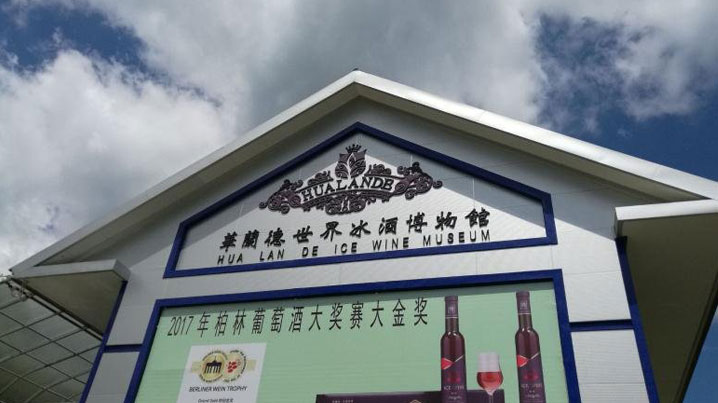 HUALANDE
華蘭德世界冰酒博物館
HUA LAN DE ICE WINE MUSEUM
2017年柏林葡萄酒大奖赛大金奖
BERLINER WEIN TROPHY